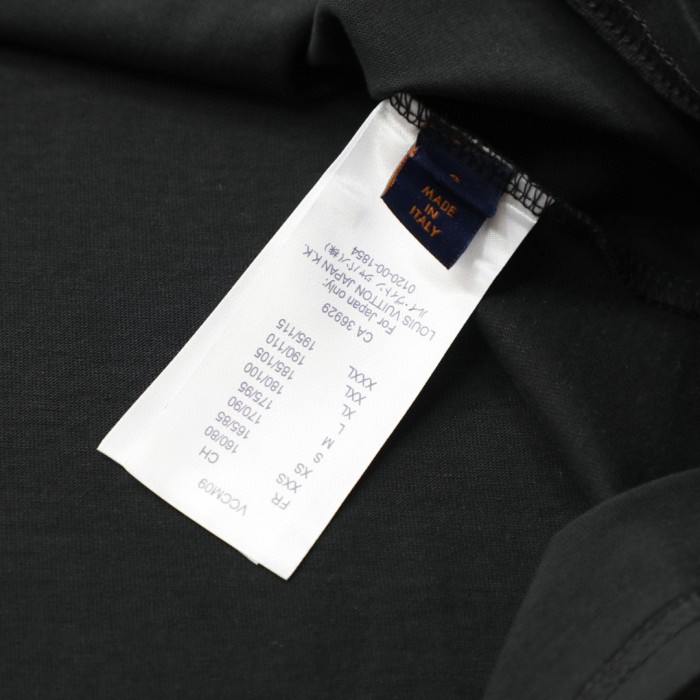 MADE
IN
ITALY
VCCM09
FR CH
XXS 160/80
XS 165/85
S 170/90
M 175/95
L 180/100
XL 185/105
XXL 190/110
XXXL 195/115
CA 36929
For Japan only:
LOUIS VUITTON JAPAN K.K.
ルイ・ヴィトン ジャパン(株)
0120-00-1854